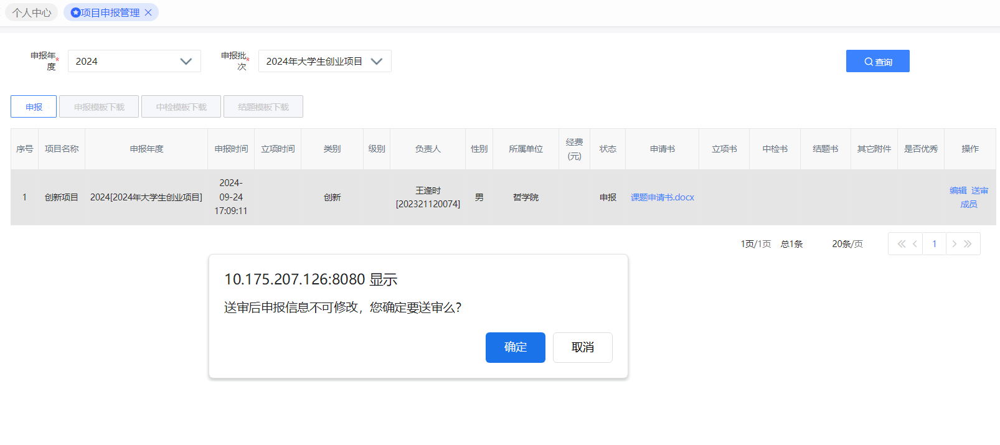 个人中心
项目申报管理
申报年度*
2024
申报批次*
2024年大学生创业项目
查询
申报
申报模板下载
中检模板下载
结题模板下载
序号 项目名称 申报年度 申报时间 立项时间 类别 级别 负责人 性别 所属单位 经费(元) 状态 申请书 立项书 中检书 结题书 其它附件 是否优秀 操作
1 创新项目 2024[2024年大学生创业项目] 2024-09-24 17:09:11 创新 王逢时[202321120074] 男 哲学院 申报 课题申请书.docx 编辑 送审 成员
1页/1页 总1条 20条/页 1
10.175.207.126:8080 显示
送审后申报信息不可修改，您确定要送审么?
确定
取消